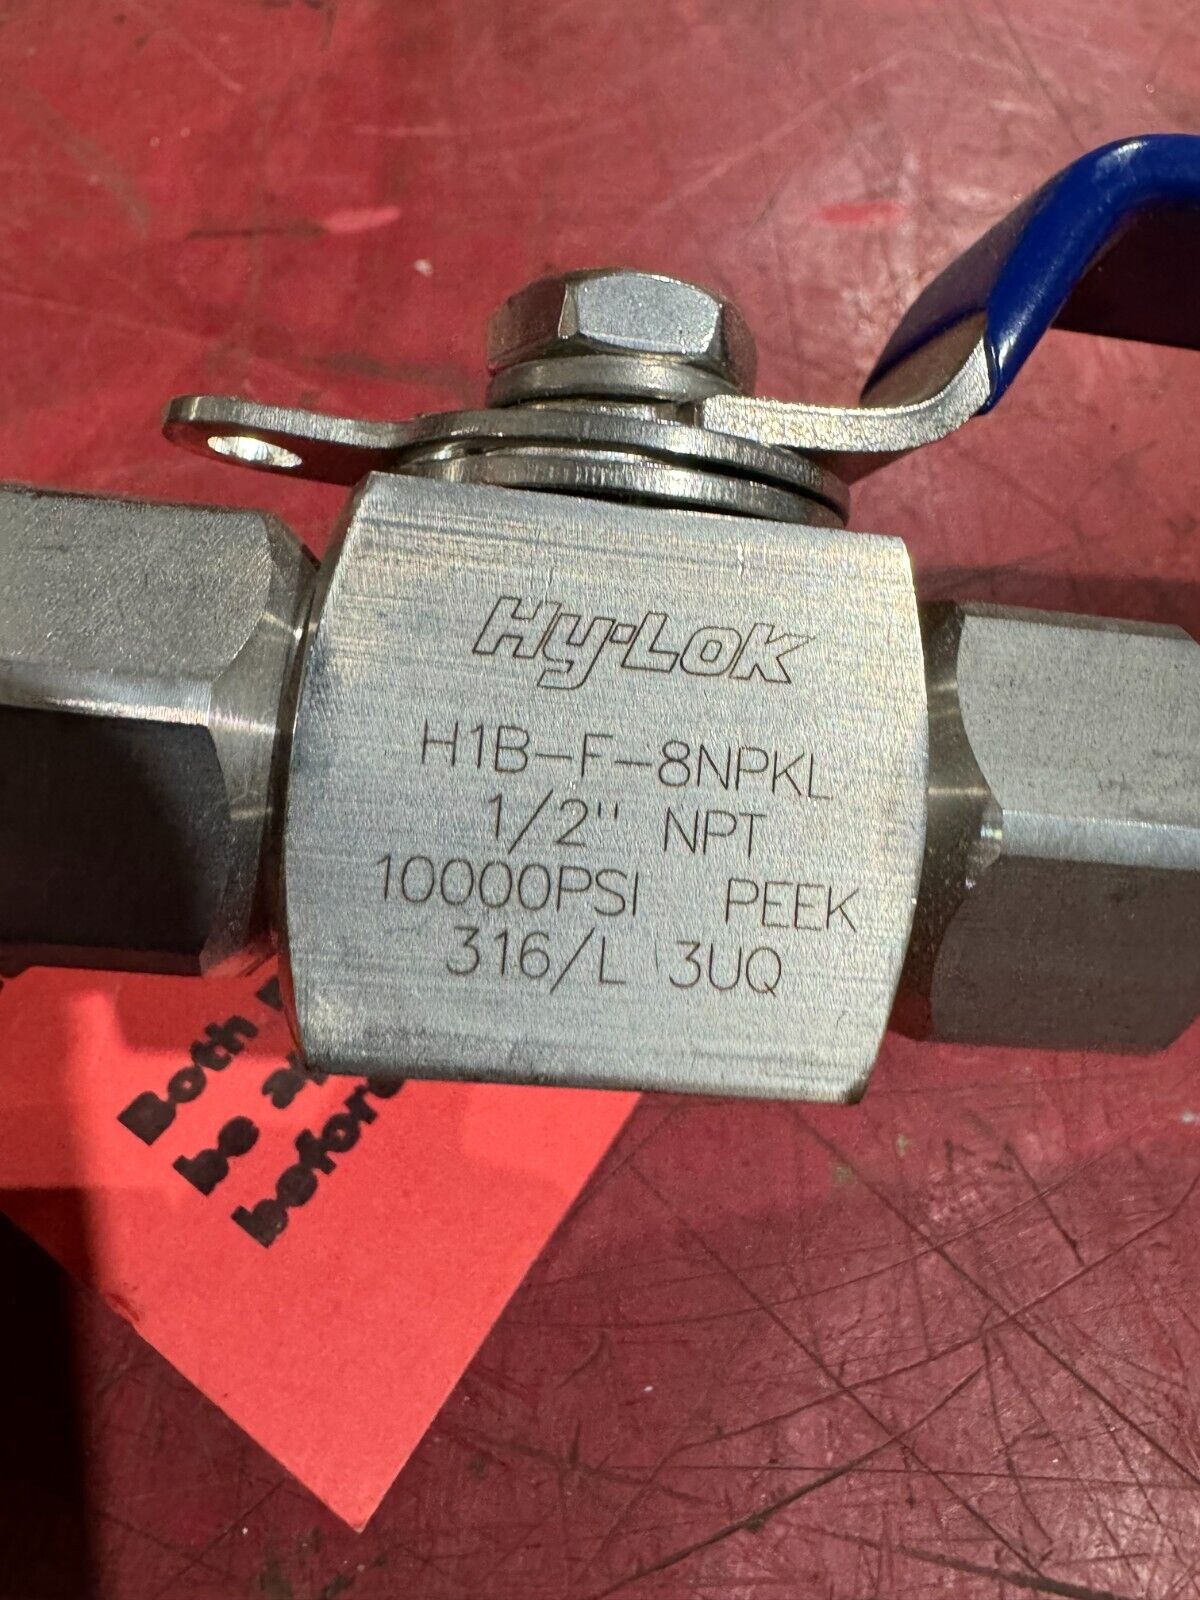 Hy-Lok
H1B-F-8NPKL
1/2" NPT
10000PSI PEEK
316/L 3UQ
Both
be
before